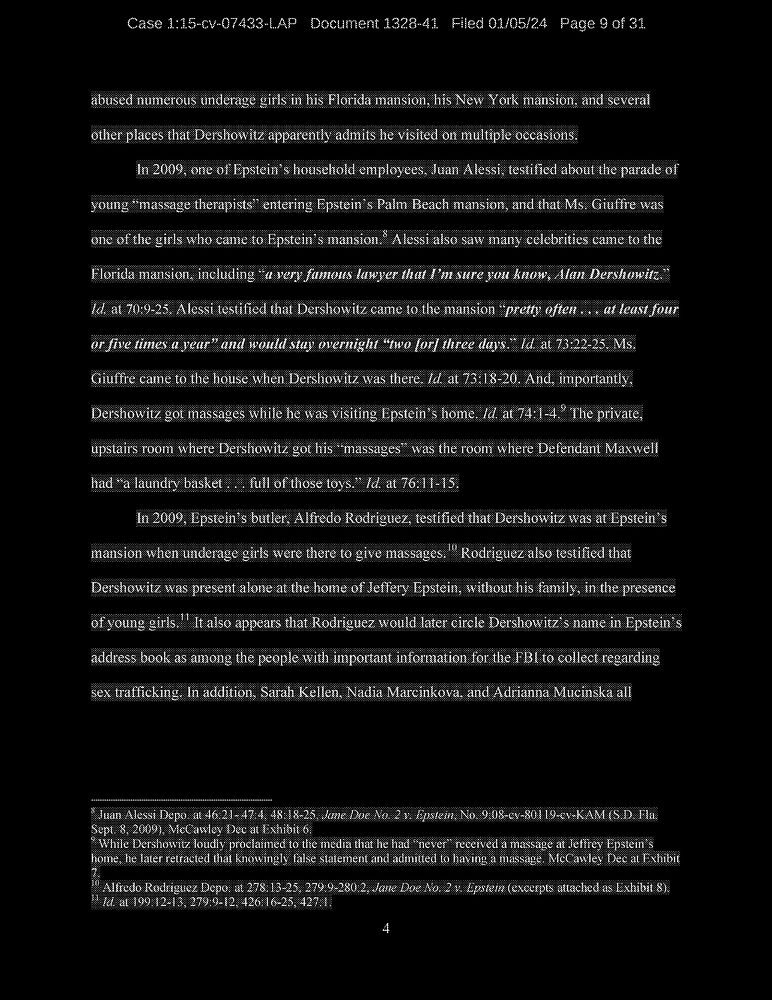 Case 1:15-cv-07433-LAP Document 1328-41 Filed 01/05/24 Page 9 of 31
abused numerous underage girls in his Florida mansion, his New York mansion, and several
other places that Dershowitz apparently admits he visited on multiple occasions.
In 2009, one of Epstein's household employees, Juan Alessi, testified about the parade of
young “massage therapists” entering Epstein's Palm Beach mansion, and that Ms. Giuffre was
one of the girls who came to Epstein's mansion.8 Alessi also saw many celebrities came to the
Florida mansion, including “a very famous lawyer that I'm sure you know, Alan Dershowitz.”
Id. at 70:9-25. Alessi testified that Dershowitz came to the mansion “pretty often . . . at least four
or five times a year” and would stay overnight “two [or] three days.” Id. at 73:22-25. Ms.
Giuffre came to the house when Dershowitz was there. Id. at 73:18-20. And, importantly,
Dershowitz got massages while he was visiting Epstein's home. Id. at 74:1-4.9 The private,
upstairs room where Dershowitz got his “massages” was the room where Defendant Maxwell
had “a laundry basket . . . full of those toys.” Id. at 76:11-15.
In 2009, Epstein's butler, Alfredo Rodriguez, testified that Dershowitz was at Epstein's
mansion when underage girls were there to give massages.10 Rodriguez also testified that
Dershowitz was present alone at the home of Jeffery Epstein, without his family, in the presence
of young girls.11 It also appears that Rodriguez would later circle Dershowitz's name in Epstein's
address book as among the people with important information for the FBI to collect regarding
sex trafficking. In addition, Sarah Kellen, Nadia Marcinkova, and Adrianna Mucinska all
8 Juan Alessi Depo. at 46:21- 47:4, 48:18-25, Jane Doe No. 2 v. Epstein, No. 9:08-cv-80119-cv-KAM (S.D. Fla.
Sept. 8, 2009), McCawley Dec at Exhibit 6.
9 While Dershowitz loudly proclaimed to the media that he had “never” received a massage at Jeffrey Epstein's
home, he later retracted that knowingly false statement and admitted to having a massage. McCawley Dec at Exhibit
7.
10 Alfredo Rodriguez Depo. at 278:13-25, 279:9-280:2, Jane Doe No. 2 v. Epstein (excerpts attached as Exhibit 8).
11 Id. at 199:12-13, 279:9-12, 426:16-25, 427:1.
4